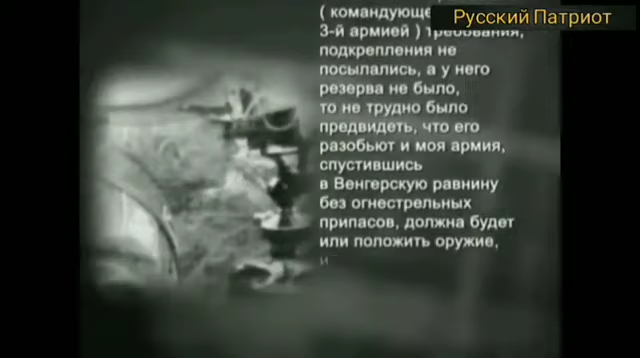 ( командующе
Русский Патриот
3-й армией ) требования,
подкрепления не
посылались, а у него
резерва не было,
то не трудно было
предвидеть, что его
разобьют и моя армия,
спустившись
в Венгерскую равнину
без огнестрельных
припасов, должна будет
или положить оружие,
и